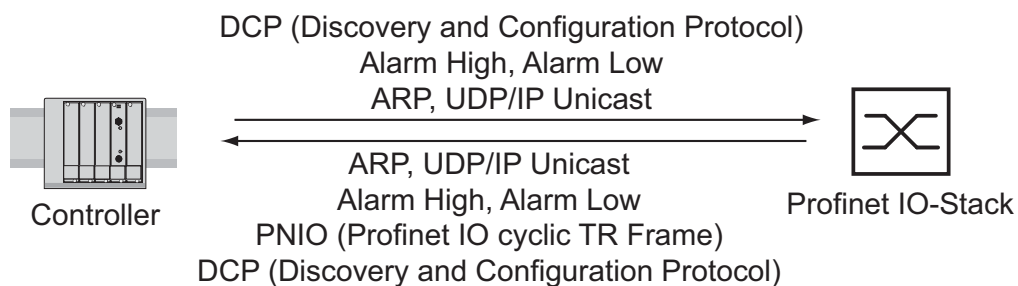 DCP (Discovery and Configuration Protocol)
Alarm High, Alarm Low
ARP, UDP/IP Unicast
ARP, UDP/IP Unicast
Alarm High, Alarm Low
PNIO (Profinet IO cyclic TR Frame)
DCP (Discovery and Configuration Protocol)
Controller
Profinet IO-Stack